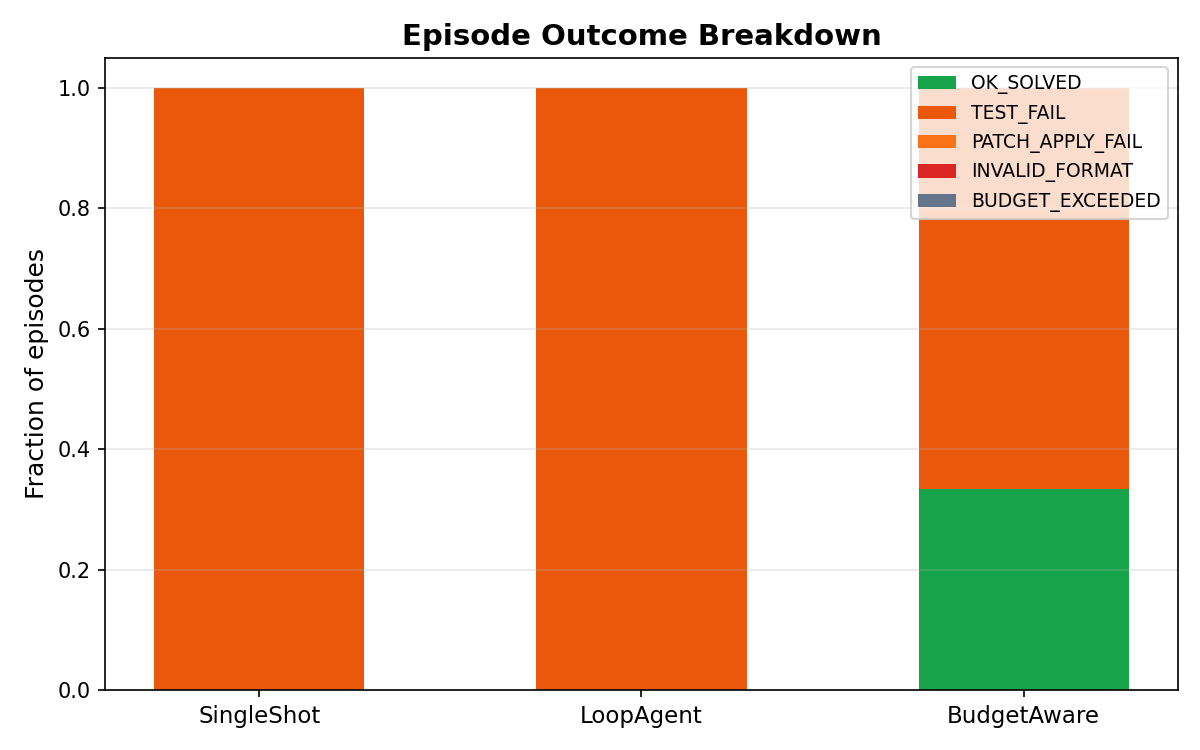 Episode Outcome Breakdown
Fraction of episodes
1.0
0.8
0.6
0.4
0.2
0.0
OK_SOLVED
TEST_FAIL
PATCH_APPLY_FAIL
INVALID_FORMAT
BUDGET_EXCEEDED
SingleShot
LoopAgent
BudgetAware